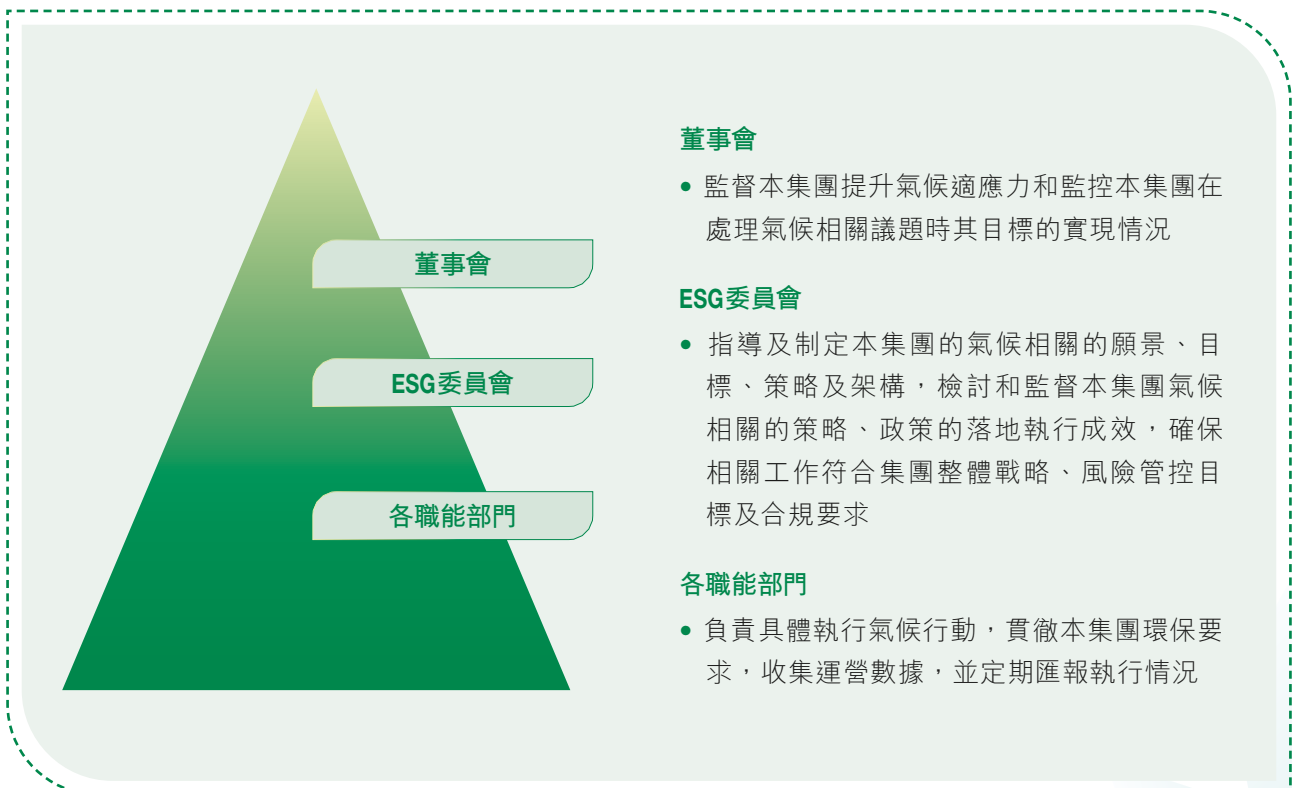 董事會
ESG委員會
各職能部門
董事會
• 監督本集團提升氣候適應力和監控本集團在
處理氣候相關議題時其目標的實現情況
ESG委員會
• 指導及制定本集團的氣候相關的願景、目
標、策略及架構，檢討和監督本集團氣候
相關的策略、政策的落地執行成效，確保
相關工作符合集團整體戰略、風險管控目
標及合規要求
各職能部門
• 負責具體執行氣候行動，貫徹本集團環保要
求，收集運營數據，並定期匯報執行情況